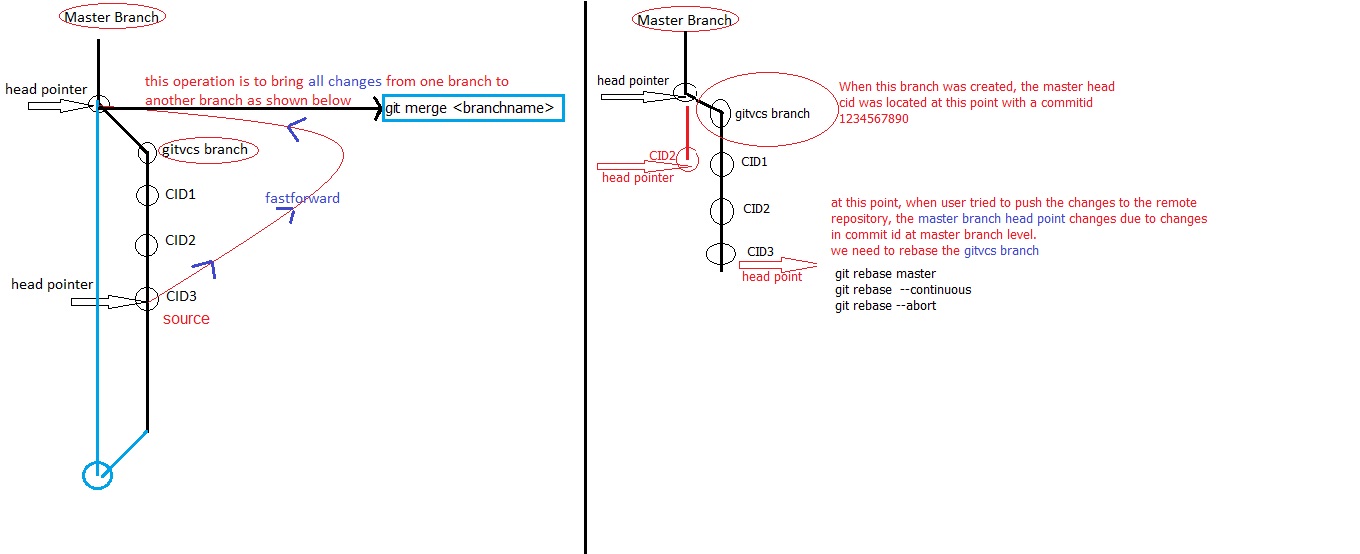 Master Branch
this operation is to bring all changes from one branch to
another branch as shown below
head pointer
git merge <branchname>
gitvcs branch
CID1
fastforward
CID2
head pointer
CID3
source
Master Branch
head pointer
When this branch was created, the master head
cid was located at this point with a commitid
1234567890
gitvcs branch
CID2
CID1
head pointer
CID2
at this point, when user tried to push the changes to the remote
repository, the master branch head point changes due to changes
in commit id at master branch level.
we need to rebase the gitvcs branch
CID3
head point
git rebase master
git rebase  --continuous
git rebase --abort